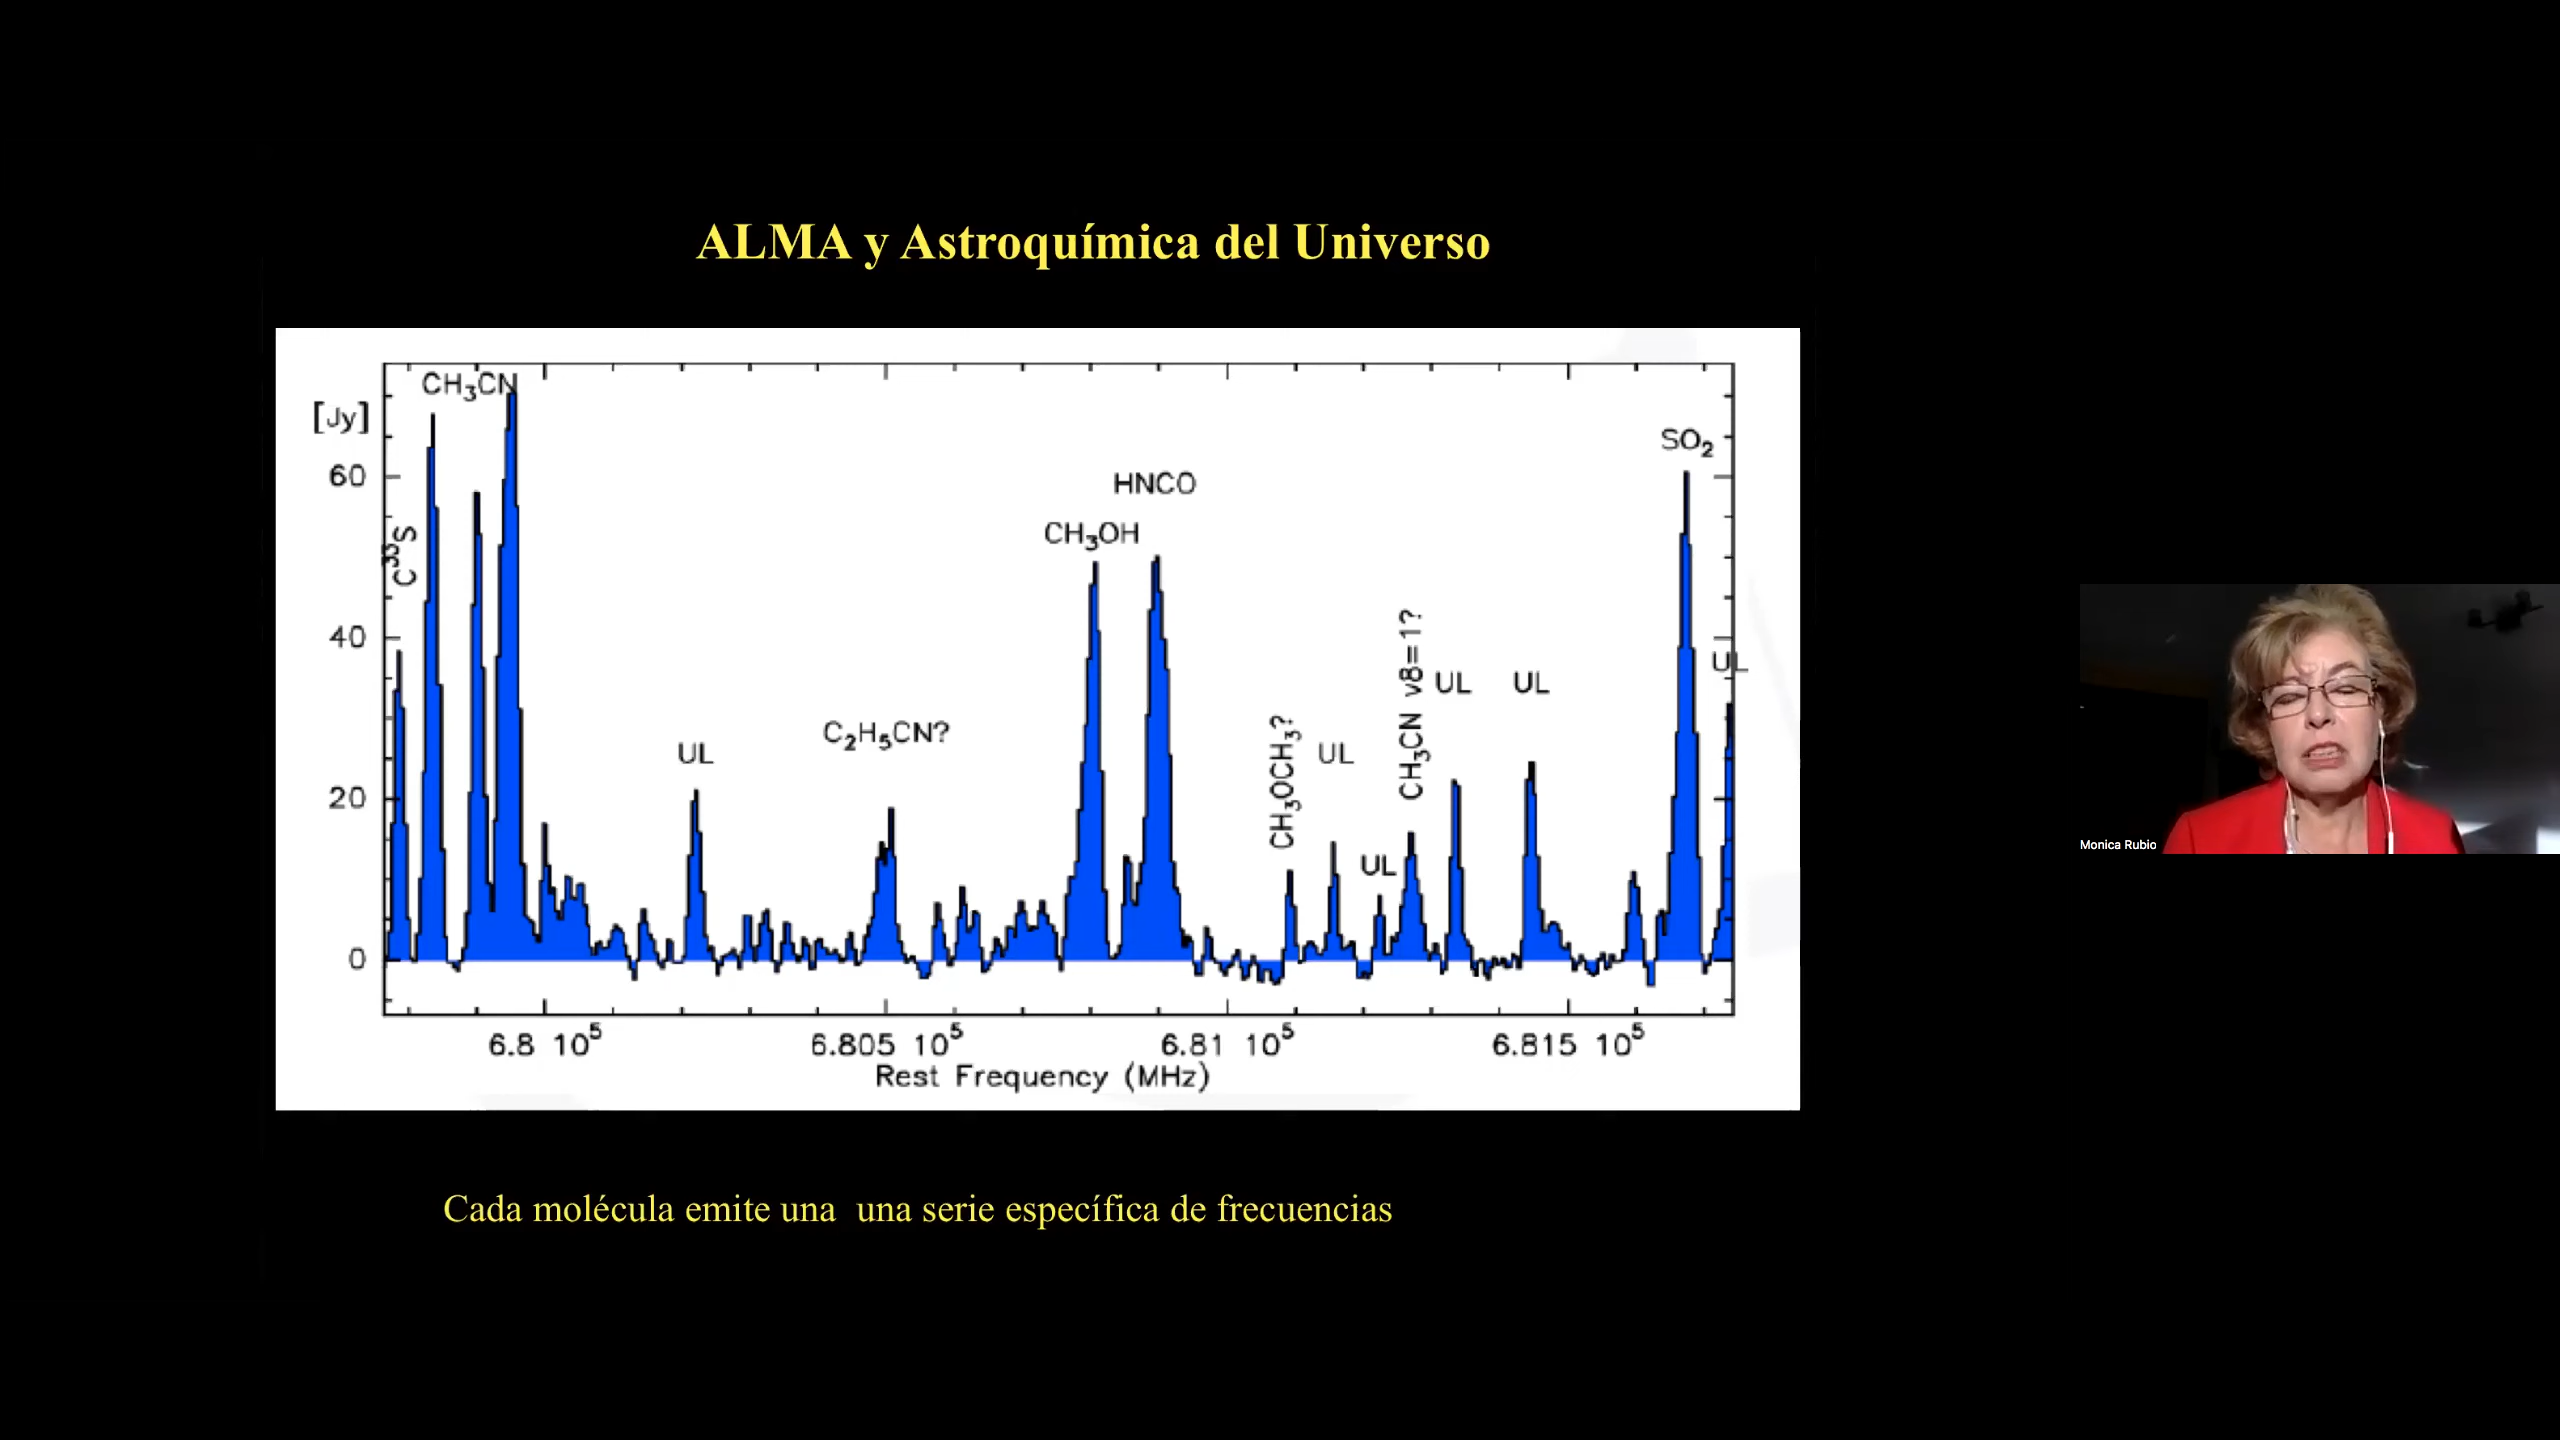 ALMA y Astroquímica del Universo
CH₃CN
[Jy]
60
40
20
0
C³³S
UL
C₂H₅CN?
CH₃OH
HNCO
CH₃OCH₃?
UL
UL
CH₃CN v8=1?
UL
UL
SO₂
UL
6.8 10⁵
6.805 10⁵
6.81 10⁵
6.815 10⁵
Rest Frequency (MHz)
Monica Rubio
Cada molécula emite una  una serie específica de frecuencias